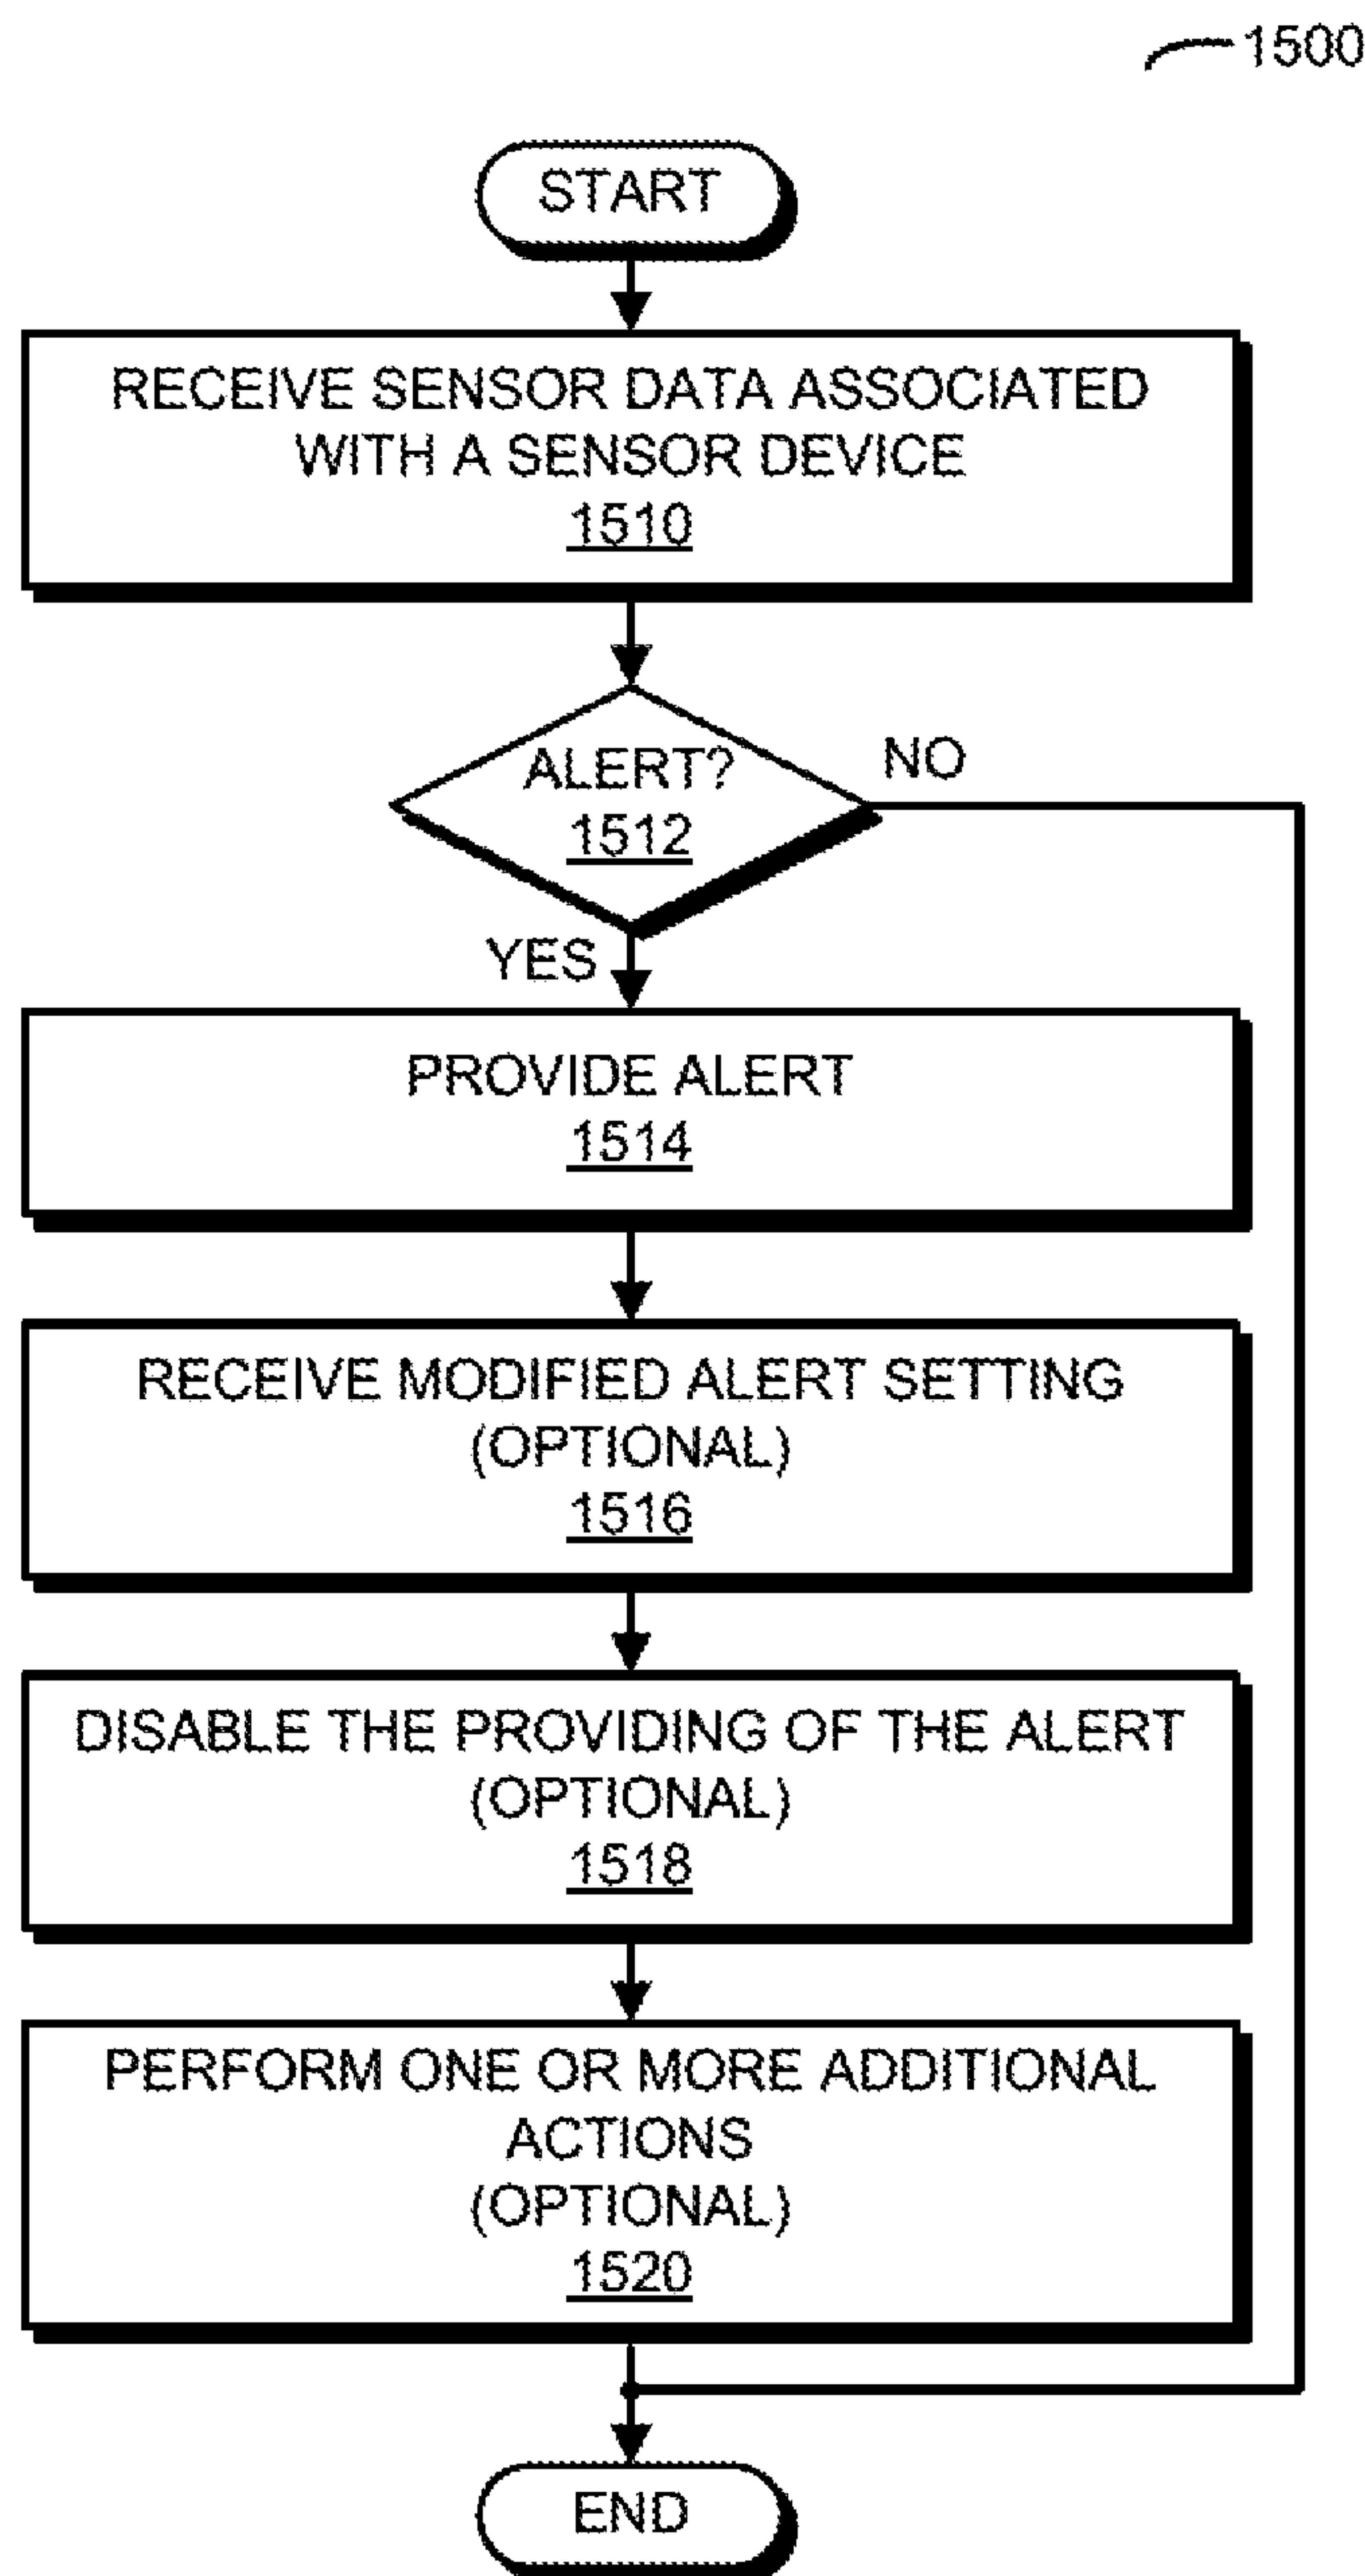 1500
START
RECEIVE SENSOR DATA ASSOCIATED
WITH A SENSOR DEVICE
1510
ALERT?
1512
NO
YES
PROVIDE ALERT
1514
RECEIVE MODIFIED ALERT SETTING
(OPTIONAL)
1516
DISABLE THE PROVIDING OF THE ALERT
(OPTIONAL)
1518
PERFORM ONE OR MORE ADDITIONAL
ACTIONS
(OPTIONAL)
1520
END